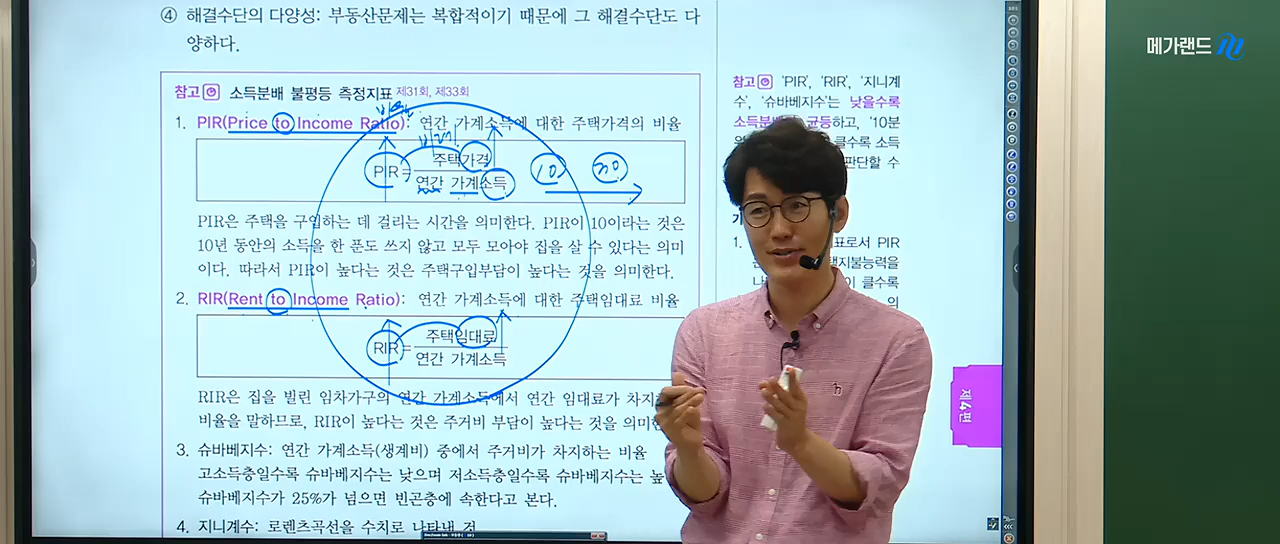 ④ 해결수단의 다양성: 부동산문제는 복합적이기 때문에 그 해결수단도 다
양하다.
메가랜드
참고 소득분배 불평등 측정지표 제31회, 제33회
1. PIR(Price to Income Ratio): 연간 가계소득에 대한 주택가격의 비율
PIR= 주택가격
연간 가계소득
10 20
PIR은 주택을 구입하는 데 걸리는 시간을 의미한다. PIR이 10이라는 것은
10년 동안의 소득을 한 푼도 쓰지 않고 모두 모아야 집을 살 수 있다는 의미
이다. 따라서 PIR이 높다는 것은 주택구입부담이 높다는 것을 의미한다.
2. RIR(Rent to Income Ratio): 연간 가계소득에 대한 주택임대료 비율
RIR= 주택임대료
연간 가계소득
RIR은 집을 빌린 임차가구의 연간 가계소득에서 연간 임대료가 차지
비율을 말하므로, RIR이 높다는 것은 주거비 부담이 높다는 것을 의미
3. 슈바베지수: 연간 가계소득(생계비) 중에서 주거비가 차지하는 비율
고소득층일수록 슈바베지수는 낮으며 저소득층일수록 슈바베지수는 높
슈바베지수가 25%가 넘으면 빈곤층에 속한다고 본다.
4. 지니계수: 로렌츠곡선을 수치로 나타낸 것
참고 'PIR', 'RIR', '지니계
수', '슈바베지수'는 낮을수록
소득분배 균등하고, '10분
클수록 소득
판단할 수
1.
표로서 PIR
택지불능력을
이 클수록
의
제4편